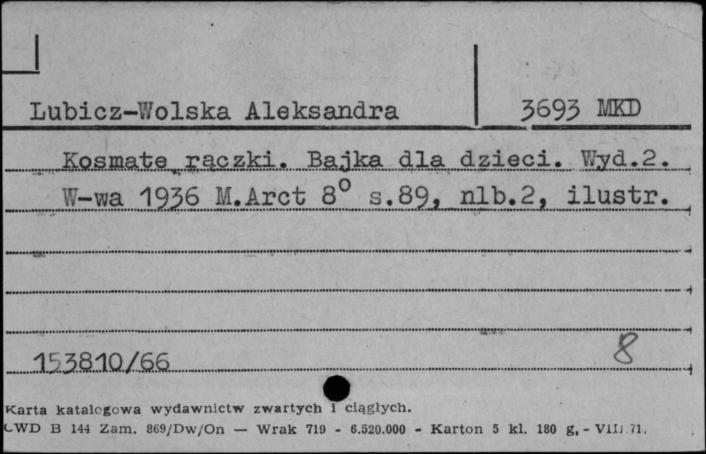 Lubicz-Wolska Aleksandra 3693 MKD
Kosmate rączki. Bajka dla dzieci. Wyd.2.
W-wa 1936 M.Arct 8° s.89, nlb.2, ilustr.
153810/66 8
Karta katalogowa wydawnictw zwartych i ciągłych.
CWD B 144 Zam. 869/Dw/On — Wrak 719 - 6.520.000 - Karton 5 kl. 180 g, - VIII 71.